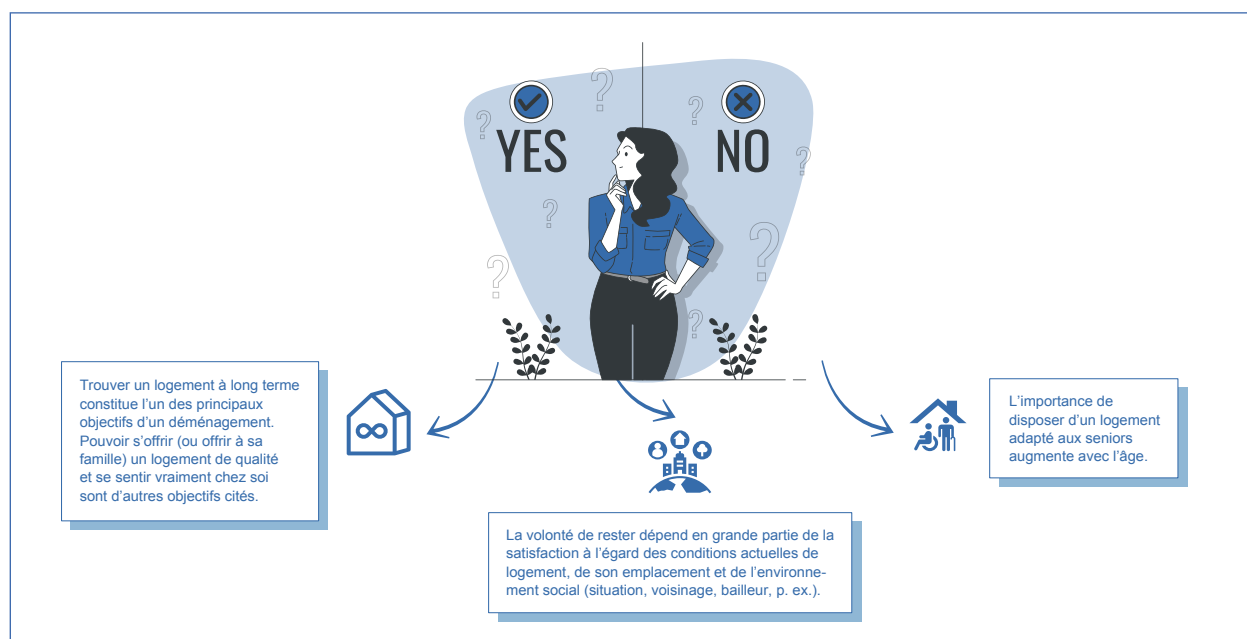 YES
NO
Trouver un logement à long terme
constitue l’un des principaux
objectifs d’un déménagement.
Pouvoir s’offrir (ou offrir à sa
famille) un logement de qualité
et se sentir vraiment chez soi
sont d’autres objectifs cités.
La volonté de rester dépend en grande partie de la
satisfaction à l’égard des conditions actuelles de
logement, de son emplacement et de l’environne-
ment social (situation, voisinage, bailleur, p. ex.).
L’importance de
disposer d’un logement
adapté aux seniors
augmente avec l’âge.